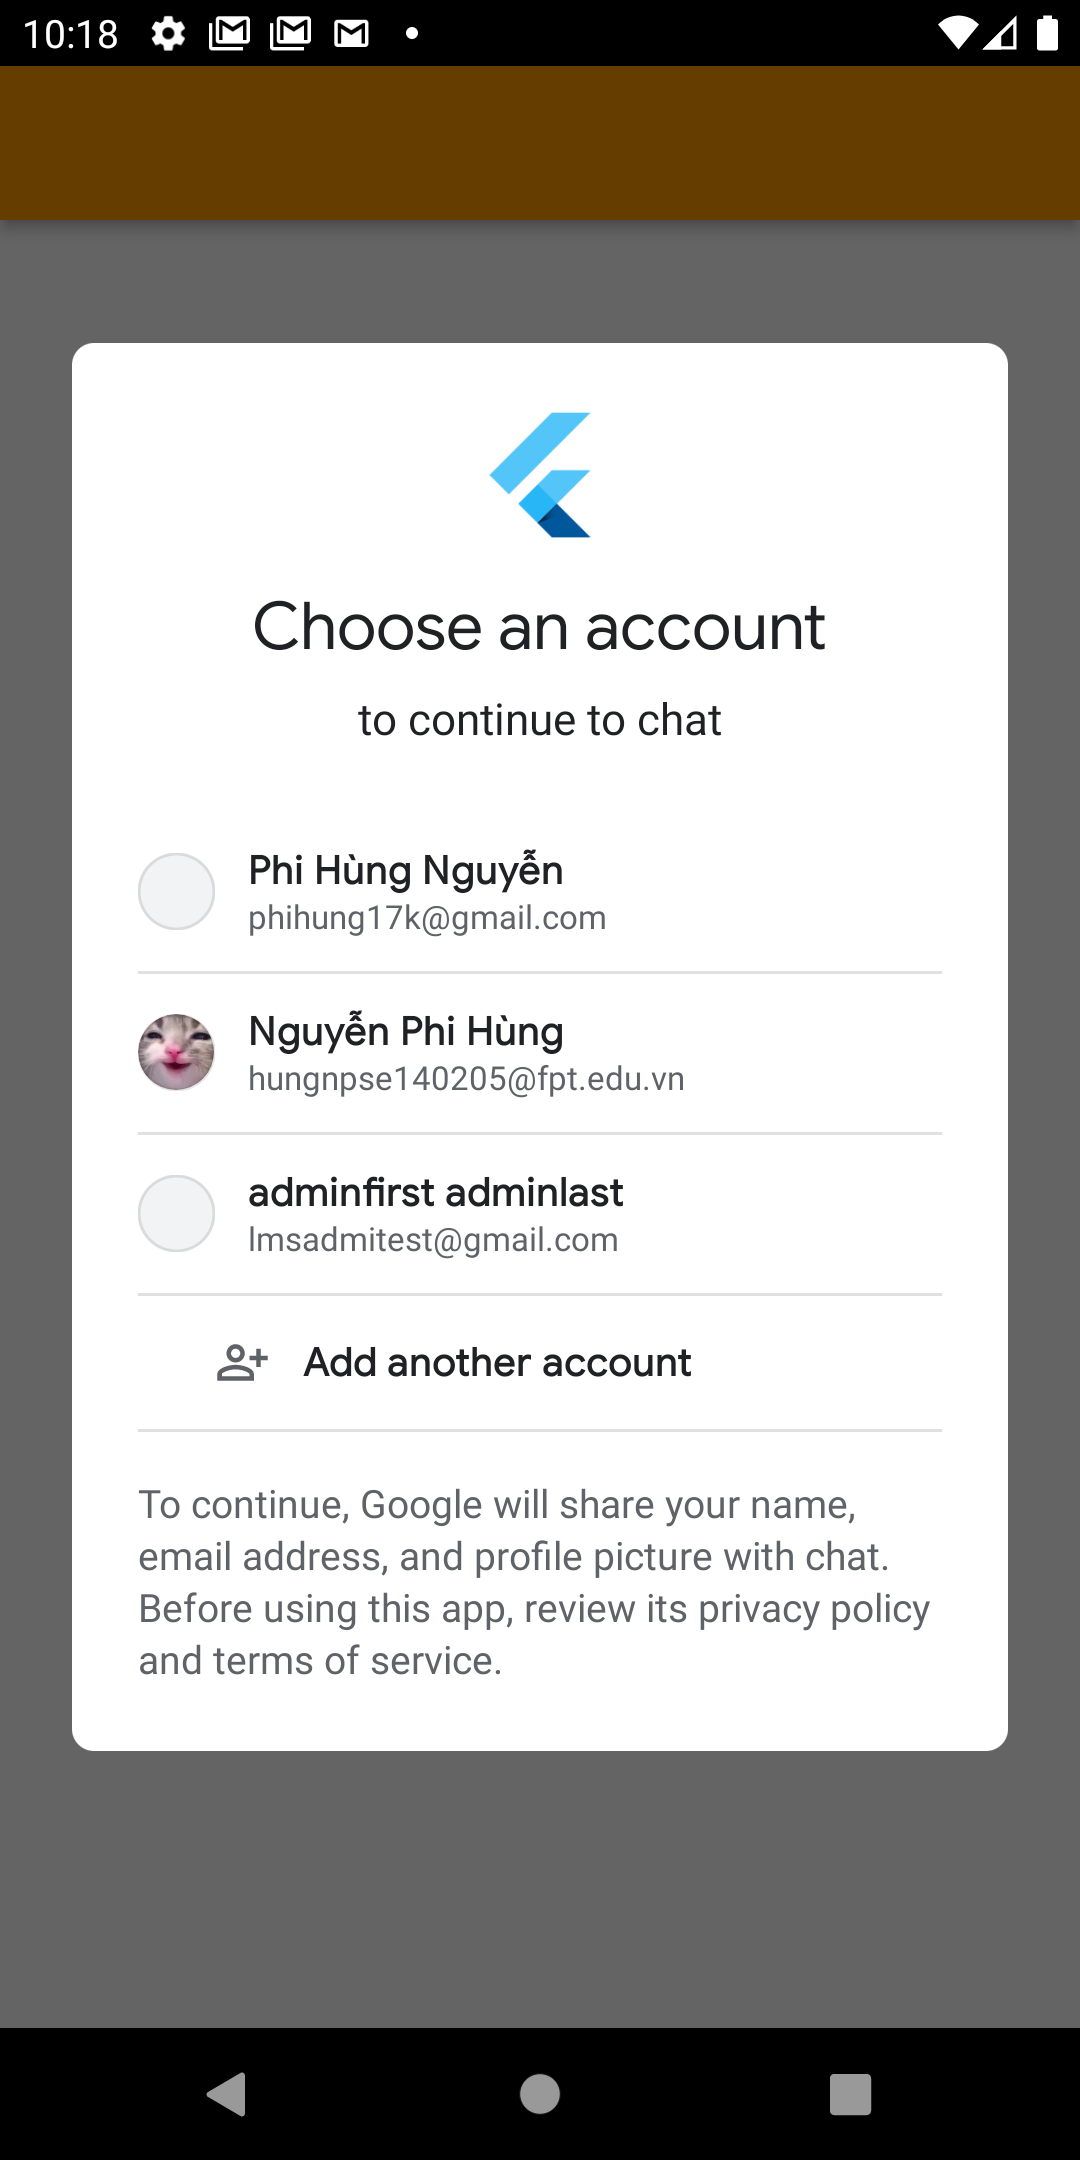 10:18
Choose an account
to continue to chat
Phi Hùng Nguyễn
phihung17k@gmail.com
Nguyễn Phi Hùng
hungnpse140205@fpt.edu.vn
adminfirst adminlast
lmsadmitest@gmail.com
Add another account
To continue, Google will share your name,
email address, and profile picture with chat.
Before using this app, review its privacy policy
and terms of service.